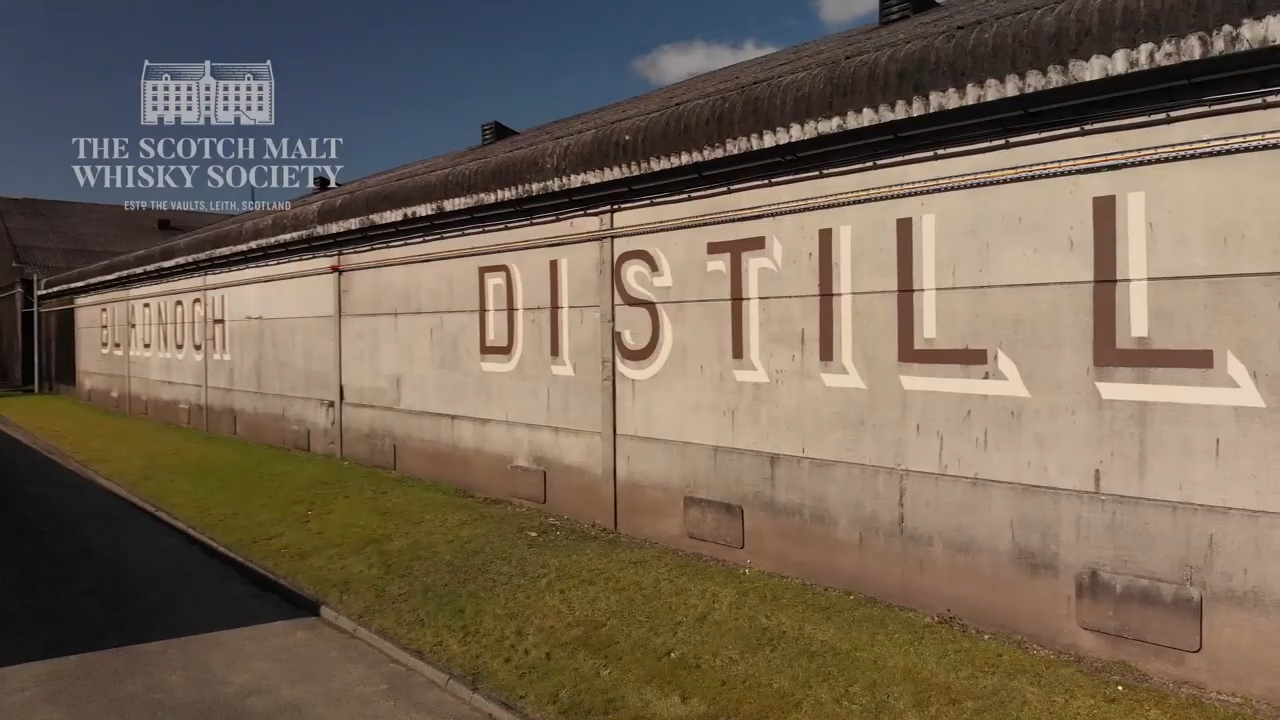 THE SCOTCH MALT
WHISKY SOCIETY
ESTD THE VAULTS, LEITH, SCOTLAND
BLADNOCH DISTILL